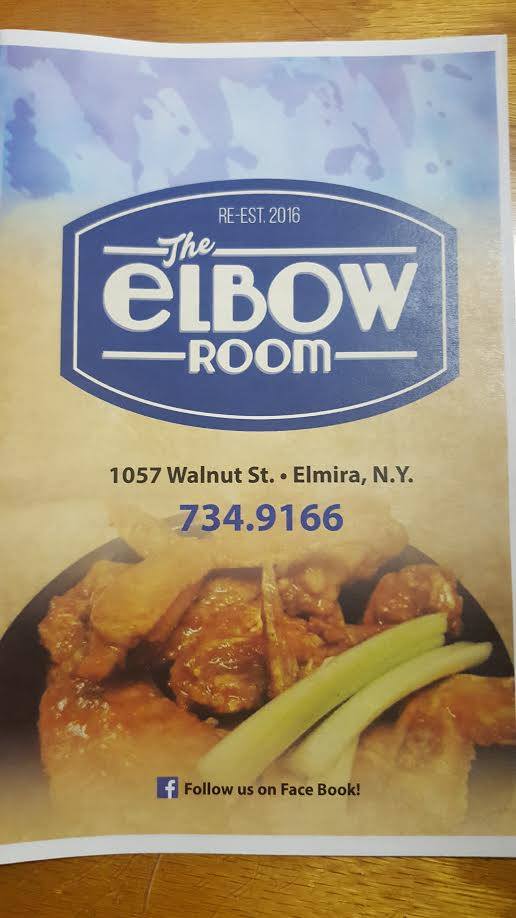 RE-EST. 2016
The
eLBOW
ROOM
1057 Walnut St. • Elmira, N.Y.
734.9166
f Follow us on Face Book!